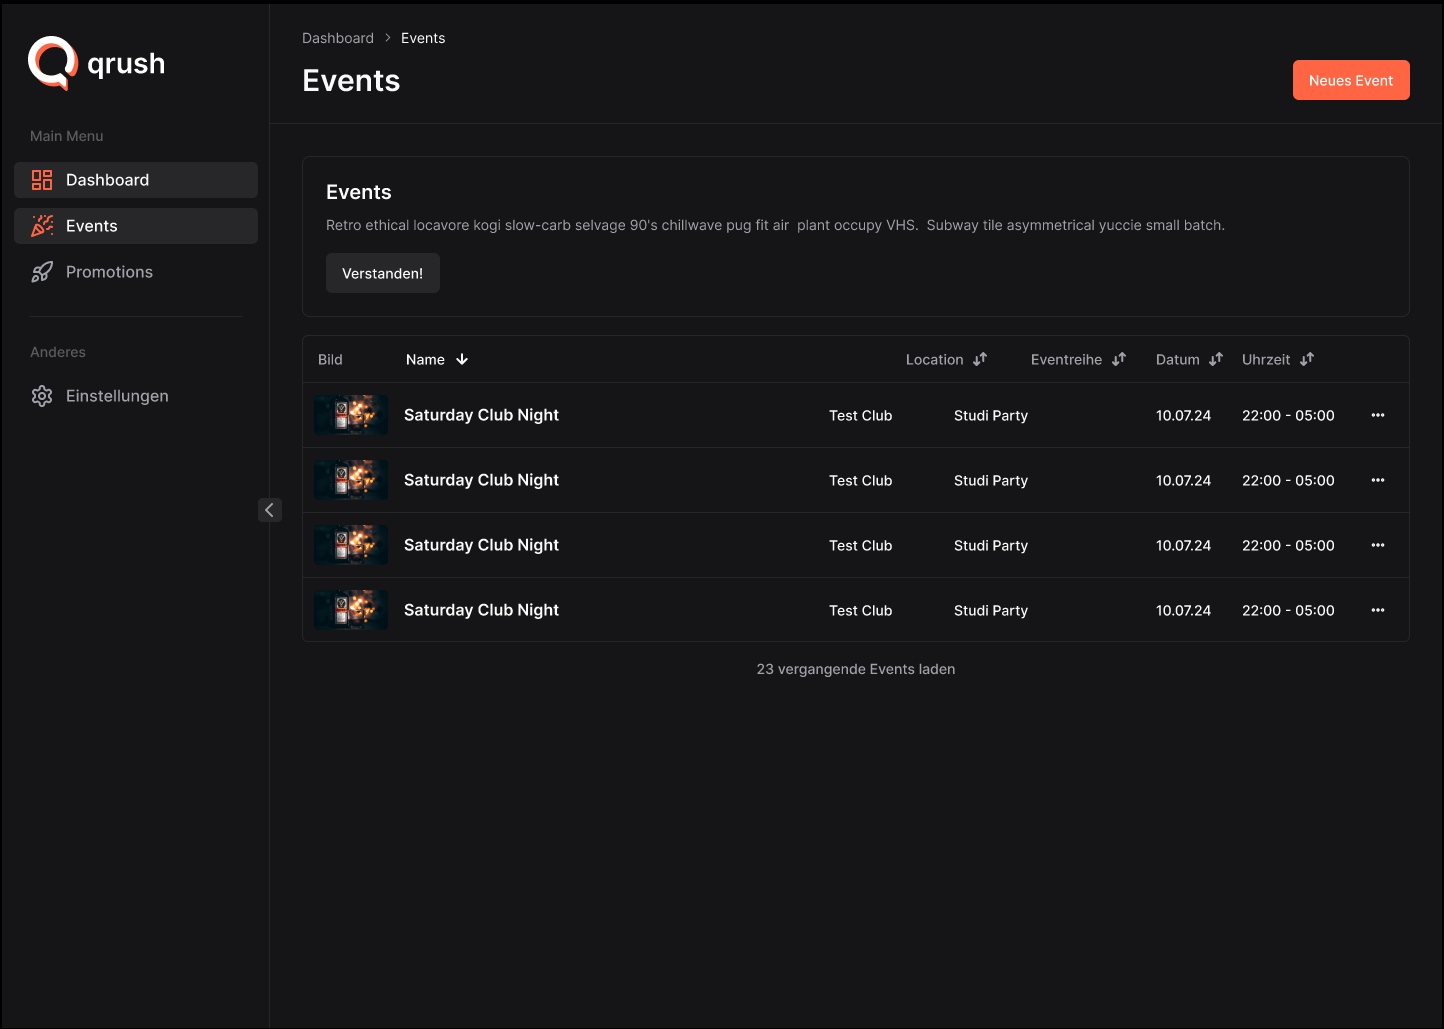 qrush
Main Menu
Dashboard
Events
Promotions
Anderes
Einstellungen
Dashboard > Events
Events
Neues Event
Events
Retro ethical locavore kogi slow-carb selvage 90's chillwave pug fit air  plant occupy VHS.  Subway tile asymmetrical yuccie small batch.
Verstanden!
Bild Name Location Eventreihe Datum Uhrzeit
Saturday Club Night Test Club Studi Party 10.07.24 22:00 - 05:00
Saturday Club Night Test Club Studi Party 10.07.24 22:00 - 05:00
Saturday Club Night Test Club Studi Party 10.07.24 22:00 - 05:00
Saturday Club Night Test Club Studi Party 10.07.24 22:00 - 05:00
23 vergangende Events laden